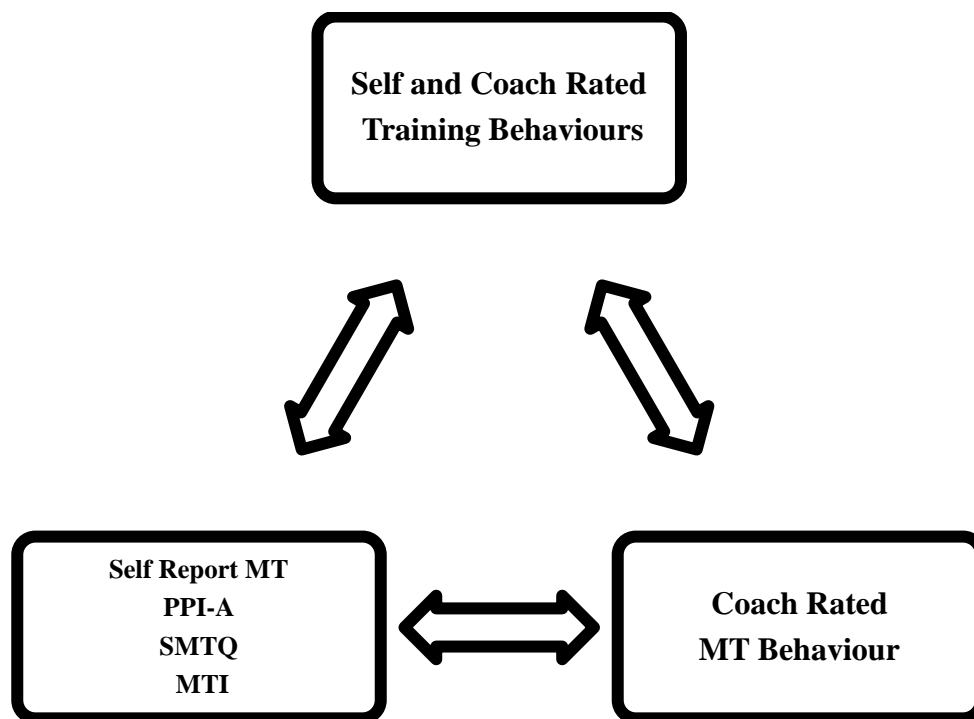 Self and Coach Rated
Training Behaviours
Self Report MT
PPI-A
SMTQ
MTI
Coach Rated
MT Behaviour